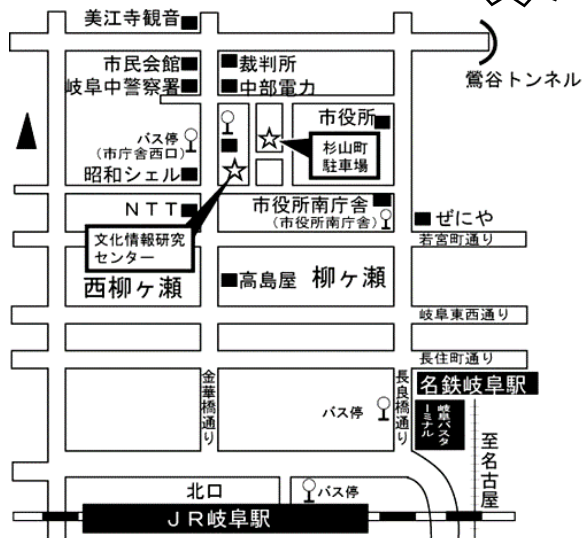 美江寺観音
市民会館
裁判所
岐阜中警察署
中部電力
鶯谷トンネル
市役所
バス停
(市庁舎西口)
杉山町
駐車場
昭和シェル
NTT
市役所南庁舎
(市役所南庁舎)
ぜにや
若宮町通り
文化情報研究
センター
西柳ヶ瀬
高島屋
柳ヶ瀬
岐阜東西通り
長住町通り
金華橋通り
長良橋通り
名鉄岐阜駅
バス停
岐阜バスタ
ーミナル
至名古屋
北口
バス停
JR岐阜駅